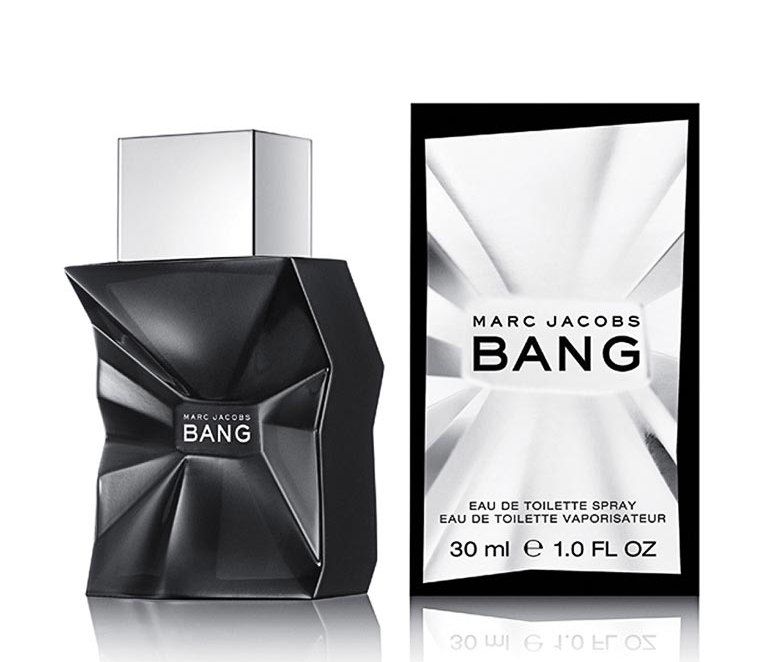 MARC JACOBS
BANG
MARC JACOBS
BANG
EAU DE TOILETTE SPRAY
EAU DE TOILETTE VAPORISATEUR
30 ml ℮ 1.0 FL OZ